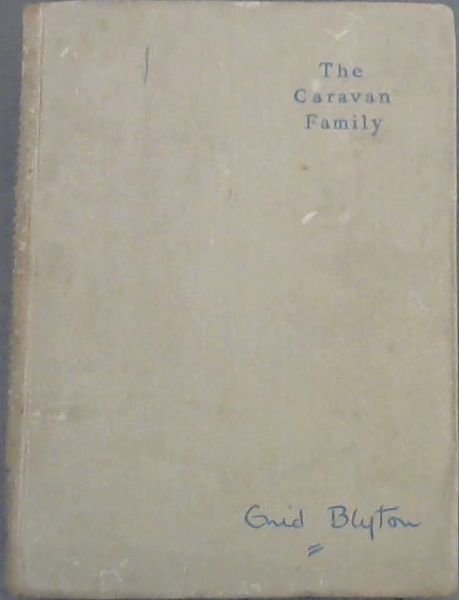 The
Caravan
Family
Enid Blyton